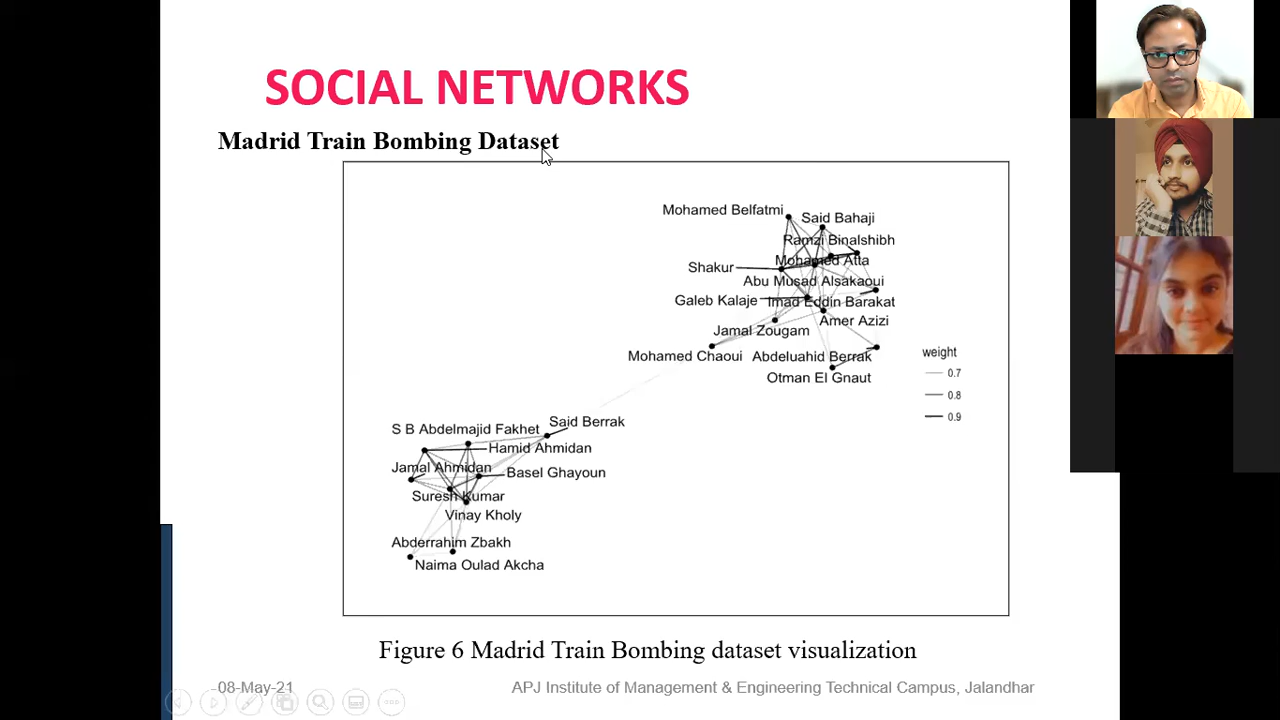 SOCIAL NETWORKS
Madrid Train Bombing Dataset
Mohamed Belfatmi
Said Bahaji
Ramzi Binalshibh
Mohamed Atta
Shakur
Abu Musad Alsakaoui
Galeb Kalaje
Imad Eddin Barakat
Amer Azizi
Jamal Zougam
Mohamed Chaoui
Abdeluahid Berrak
Otman El Gnaut
weight
0.7
0.8
0.9
Said Berrak
S B Abdelmajid Fakhet
Hamid Ahmidan
Jamal Ahmidan
Basel Ghayoun
Suresh Kumar
Vinay Kholy
Abderrahim Zbakh
Naima Oulad Akcha
Figure 6 Madrid Train Bombing dataset visualization
08-May-21
APJ Institute of Management & Engineering Technical Campus, Jalandhar